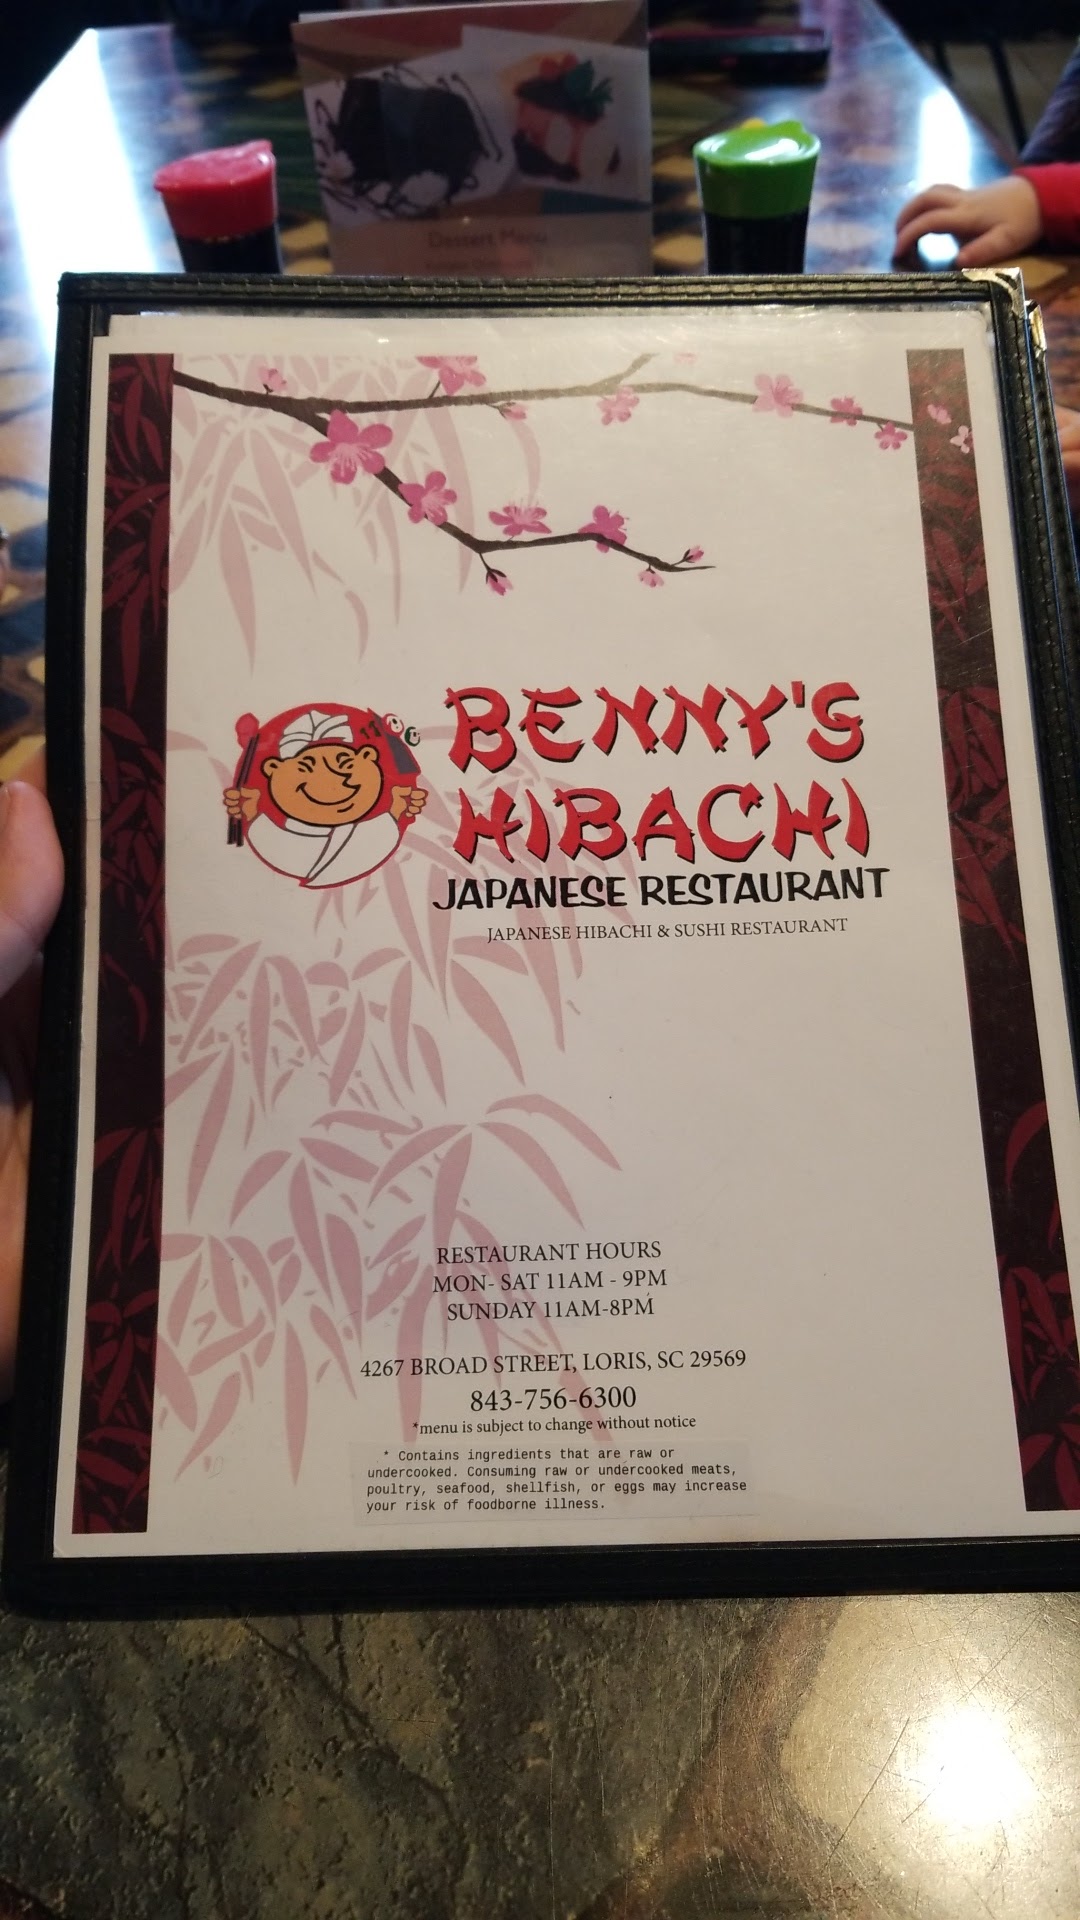 Dessert Menu
BENNY'S
HIBACHI
JAPANESE RESTAURANT
JAPANESE HIBACHI & SUSHI RESTAURANT
RESTAURANT HOURS
MON- SAT 11AM - 9PM
SUNDAY 11AM-8PM
4267 BROAD STREET, LORIS, SC 29569
843-756-6300
*menu is subject to change without notice
* Contains ingredients that are raw or
undercooked. Consuming raw or undercooked meats,
poultry, seafood, shellfish, or eggs may increase
your risk of foodborne illness.